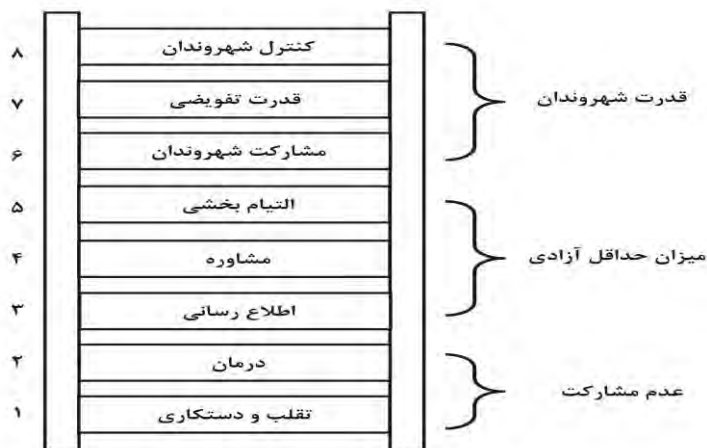 ۸
کنترل شهروندان
۷
قدرت تفویضی
قدرت شهروندان
۶
مشارکت شهروندان
۵
التیام بخشی
۴
مشاوره
میزان حداقل آزادی
۳
اطلاع رسانی
۲
درمان
عدم مشارکت
۱
تقلب و دستکاری